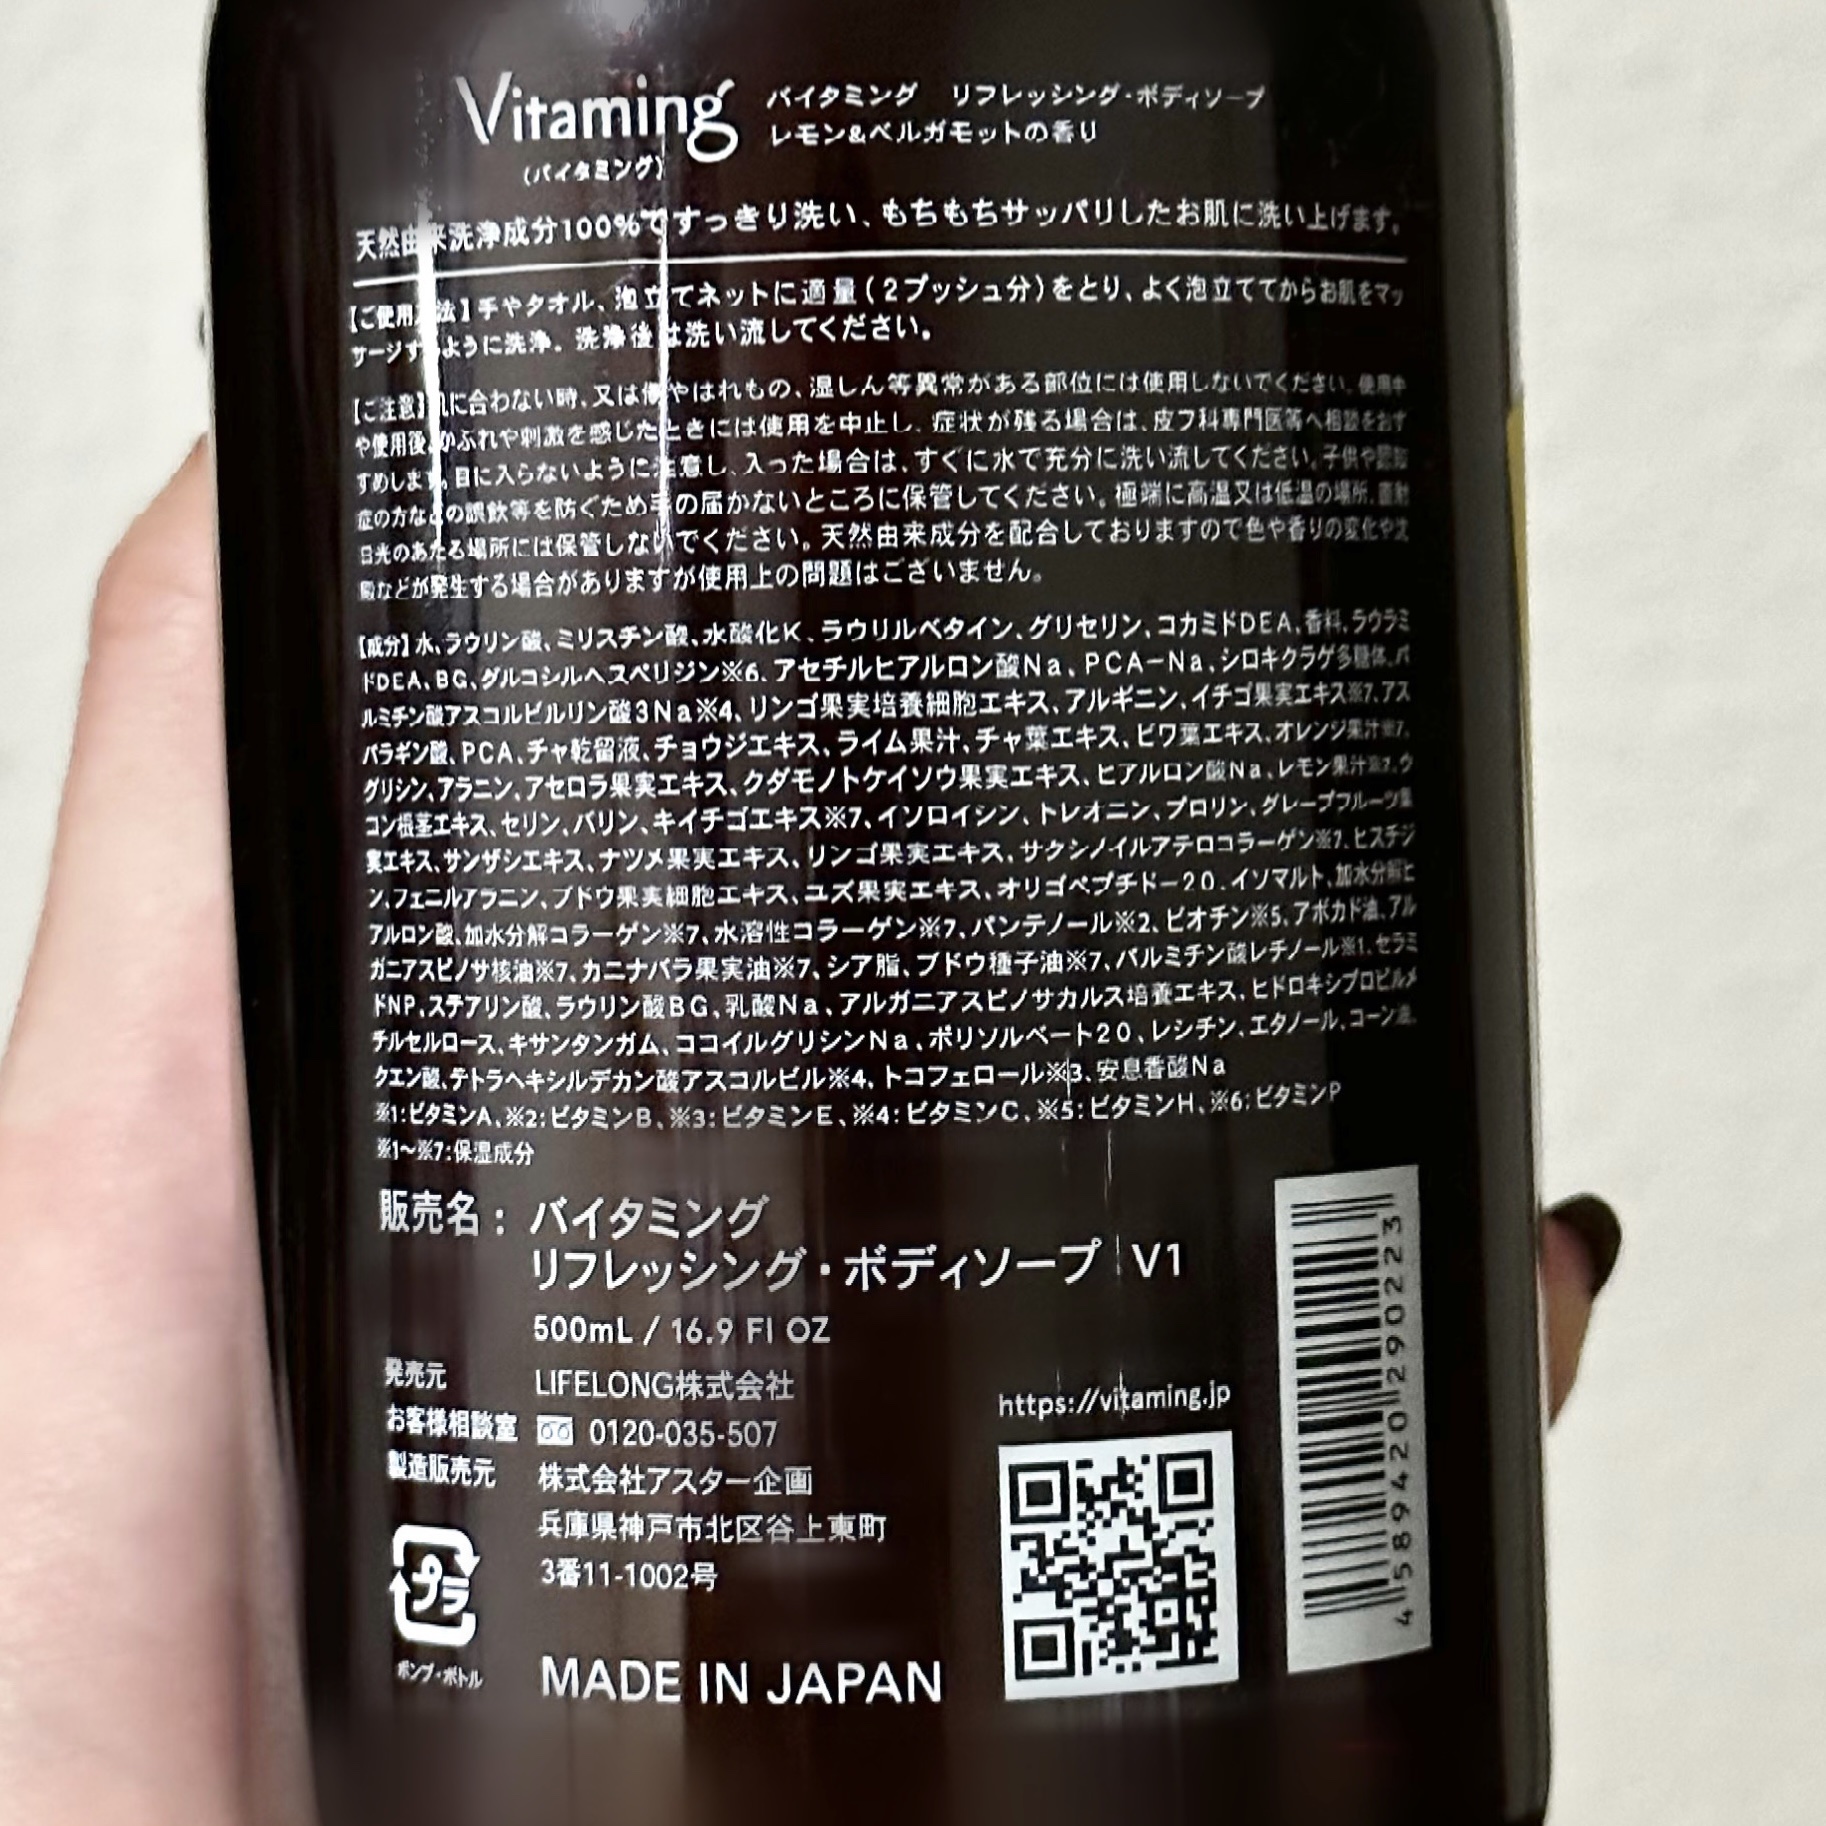 Vitaming
(バイタミング)
バイタミング リフレッシング・ボディソープ
レモン&ベルガモットの香り
天然由来洗浄成分100%ですっきり洗い、もちもちサッパリしたお肌に洗い上げます。
【ご使用方法】手やタオル、泡立てネットに適量(2プッシュ分)をとり、よく泡立ててからお肌をマッ
サージするように洗浄。洗浄後は洗い流してください。
【ご注意】肌に合わない時、又は傷やはれもの、湿しん等異常がある部位には使用しないでください。使用中
や使用後、かぶれや刺激を感じたときには使用を中止し、症状が残る場合は、皮フ科専門医等へ相談をおす
すめします。目に入らないように注意し、入った場合は、すぐに水で充分に洗い流してください。子供や認知
症の方などの誤飲等を防ぐため手の届かないところに保管してください。極端に高温又は低温の場所、直射
日光のあたる場所には保管しないでください。天然由来成分を配合しておりますので色や香りの変化や沈
殿などが発生する場合がありますが使用上の問題はございません。
【成分】水、ラウリン酸、ミリスチン酸、水酸化K、ラウリルベタイン、グリセリン、コカミドDEA、香料、ラウラミ
ドDEA、BG、グルコシルヘスペリジン※6、アセチルヒアルロン酸Na、PCA-Na、シロキクラゲ多糖体、パ
ルミチン酸アスコルビルリン酸3Na※4、リンゴ果実培養細胞エキス、アルギニン、イチゴ果実エキス※7、アス
パラギン酸、PCA、チャ乾留液、チョウジエキス、ライム果汁、チャ葉エキス、ビワ葉エキス、オレンジ果汁※7、
グリシン、アラニン、アセロラ果実エキス、クダモノトケイソウ果実エキス、ヒアルロン酸Na、レモン果汁※7、ウ
コン根茎エキス、セリン、バリン、キイチゴエキス※7、イソロイシン、トレオニン、プロリン、グレープフルーツ果
実エキス、サンザシエキス、ナツメ果実エキス、リンゴ果実エキス、サクシノイルアテロコラーゲン※7、ヒスチジ
ン、フェニルアラニン、ブドウ果実細胞エキス、ユズ果実エキス、オリゴペプチド-20、イソマルト、加水分解ヒ
アルロン酸、加水分解コラーゲン※7、水溶性コラーゲン※7、パンテノール※2、ビオチン※5、アボカド油、アル
ガニアスピノサ核油※7、カニナバラ果実油※7、シア脂、ブドウ種子油※7、パルミチン酸レチノール※1、セラミ
ドNP、ステアリン酸、ラウリン酸BG、乳酸Na、アルガニアスピノサカルス培養エキス、ヒドロキシプロピルメ
チルセルロース、キサンタンガム、ココイルグリシンNa、ポリソルベート20、レシチン、エタノール、コーン油、
クエン酸、テトラヘキシルデカン酸アスコルビル※4、トコフェロール※3、安息香酸Na
※1:ビタミンA、※2:ビタミンB、※3:ビタミンE、※4:ビタミンC、※5:ビタミンH、※6:ビタミンP
※1〜※7:保湿成分
販売名: バイタミング
リフレッシング・ボディソープ V1
500mL / 16.9 Fl OZ
発売元 LIFELONG株式会社
お客様相談室 0120-035-507
製造販売元 株式会社アスター企画
兵庫県神戸市北区谷上東町
3番11-1002号
プラ
ポンプ・ボトル
MADE IN JAPAN
https://vitaming.jp
4589420290223